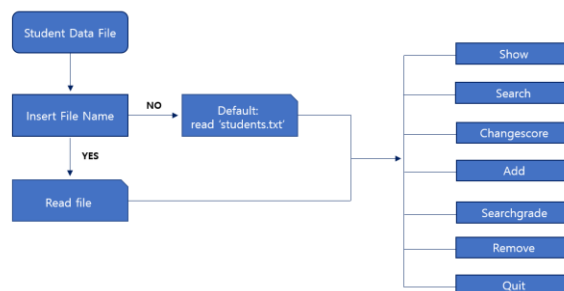 Student Data File
Insert File Name
NO
Default:
read 'students.txt'
YES
Read file
Show
Search
Changescore
Add
Searchgrade
Remove
Quit